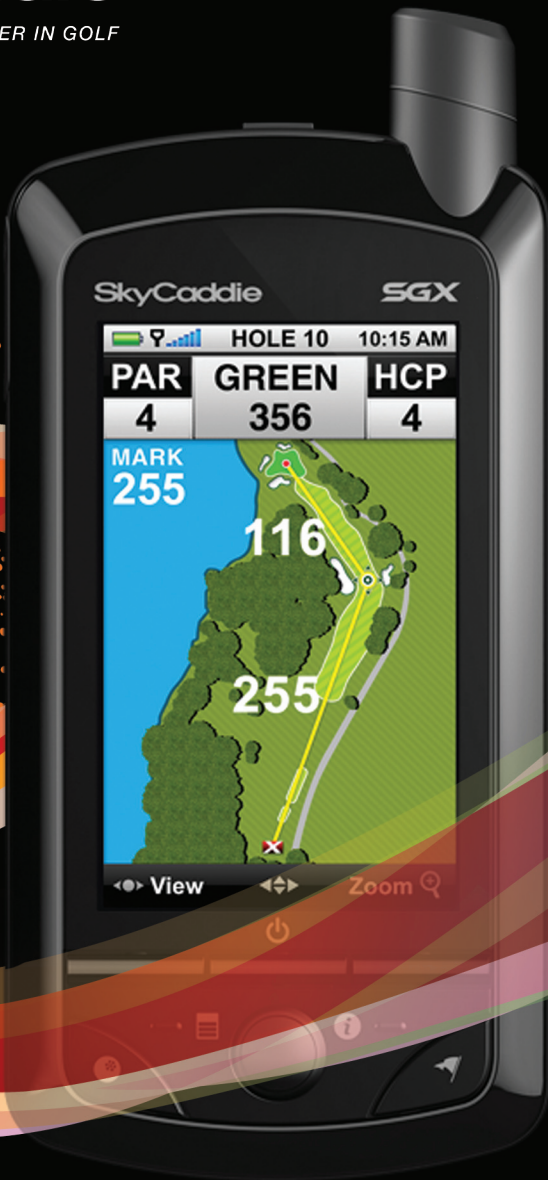 ER IN GOLF
SkyCaddie SGX
HOLE 10 10:15 AM
PAR GREEN HCP
4 356 4
MARK
255
116
255
View Zoom
i